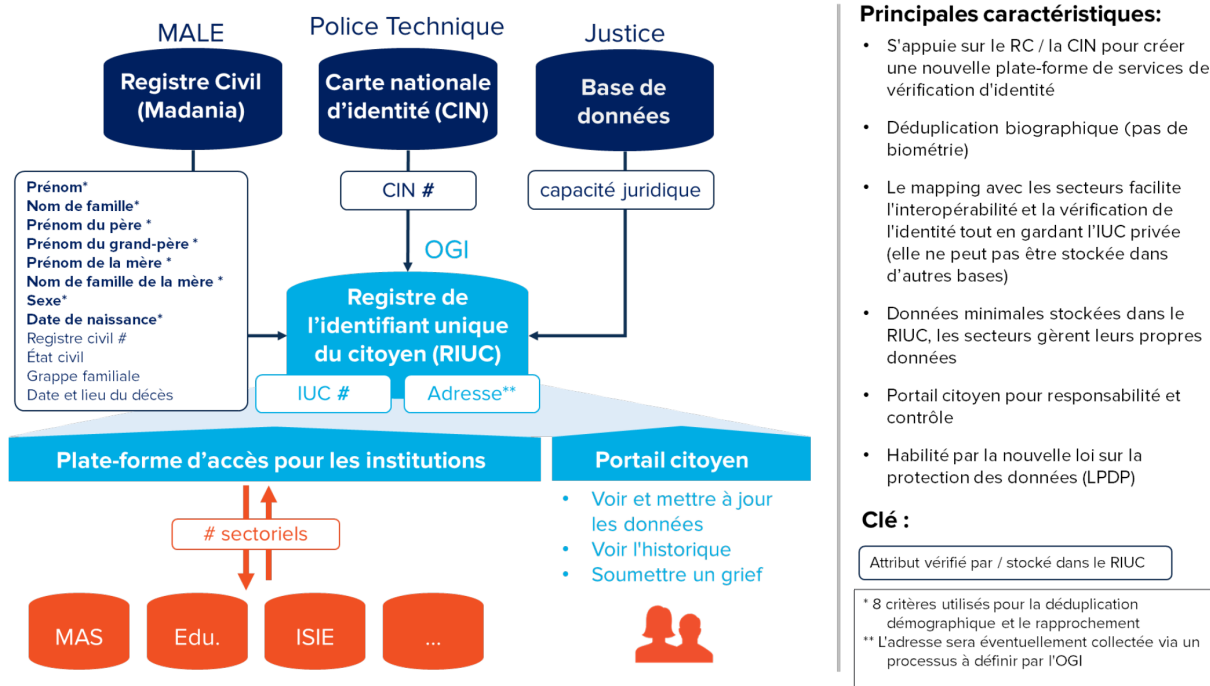 MALE
Police Technique
Justice
Registre Civil
(Madania)
Carte nationale
d'identité (CIN)
Base de
données
Prénom*
Nom de famille*
Prénom du père *
Prénom du grand-père *
Prénom de la mère *
Nom de famille de la mère *
Sexe*
Date de naissance*
Registre civil #
État civil
Grappe familiale
Date et lieu du décès
CIN #
capacité juridique
OGI
Registre de
l'identifiant unique
du citoyen (RIUC)
IUC #
Adresse**
Plate-forme d'accès pour les institutions
Portail citoyen
# sectoriels
MAS
Edu.
ISIE
...
• Voir et mettre à jour
les données
• Voir l'historique
• Soumettre un grief
Principales caractéristiques:
• S'appuie sur le RC / la CIN pour créer
une nouvelle plate-forme de services de
vérification d'identité
• Déduplication biographique (pas de
biométrie)
• Le mapping avec les secteurs facilite
l'interopérabilité et la vérification de
l'identité tout en gardant l'IUC privée
(elle ne peut pas être stockée dans
d'autres bases)
• Données minimales stockées dans le
RIUC, les secteurs gèrent leurs propres
données
• Portail citoyen pour responsabilité et
contrôle
• Habilité par la nouvelle loi sur la
protection des données (LPDP)
Clé :
Attribut vérifié par / stocké dans le RIUC
* 8 critères utilisés pour la déduplication
démographique et le rapprochement
** L'adresse sera éventuellement collectée via un
processus à définir par l'OGI